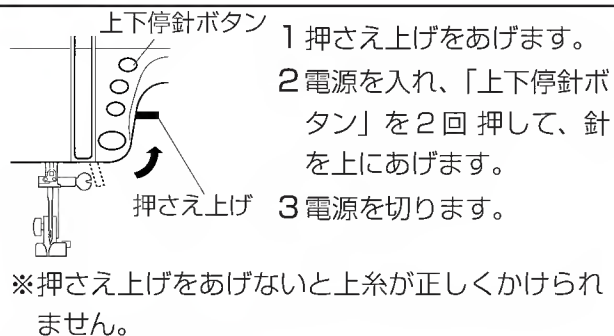 上下停針ボタン
押さえ上げ
1 押さえ上げをあげます。
2 電源を入れ、「上下停針ボ
タン」を2回 押して、針
を上にあげます。
3 電源を切ります。
※押さえ上げをあげないと上糸が正しくかけられ
ません。